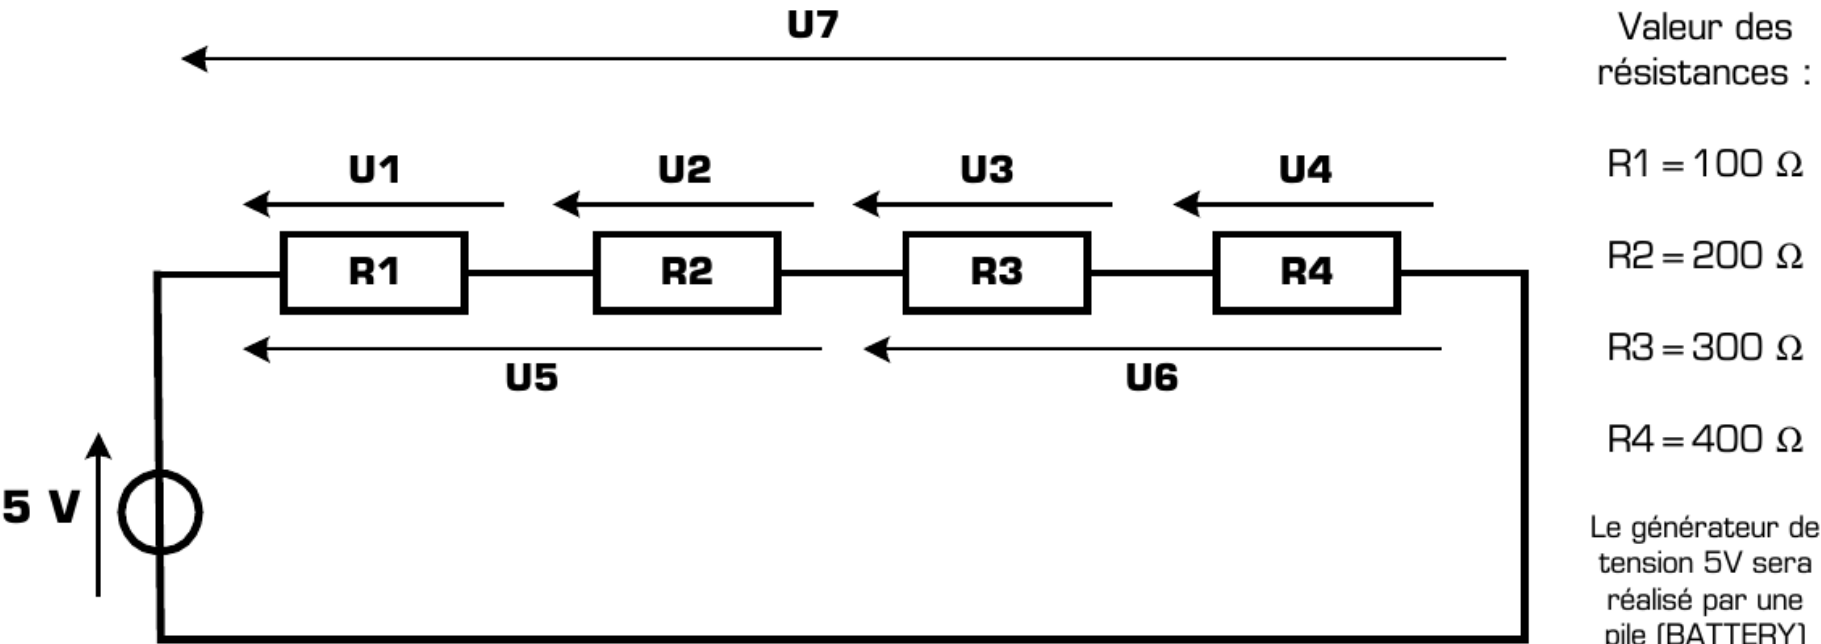 U7
U1
U2
U3
U4
R1
R2
R3
R4
U5
U6
5 V
Valeur des
résistances :
R1 = 100 Ω
R2 = 200 Ω
R3 = 300 Ω
R4 = 400 Ω
Le générateur de
tension 5V sera
réalisé par une
pile (BATTERY)